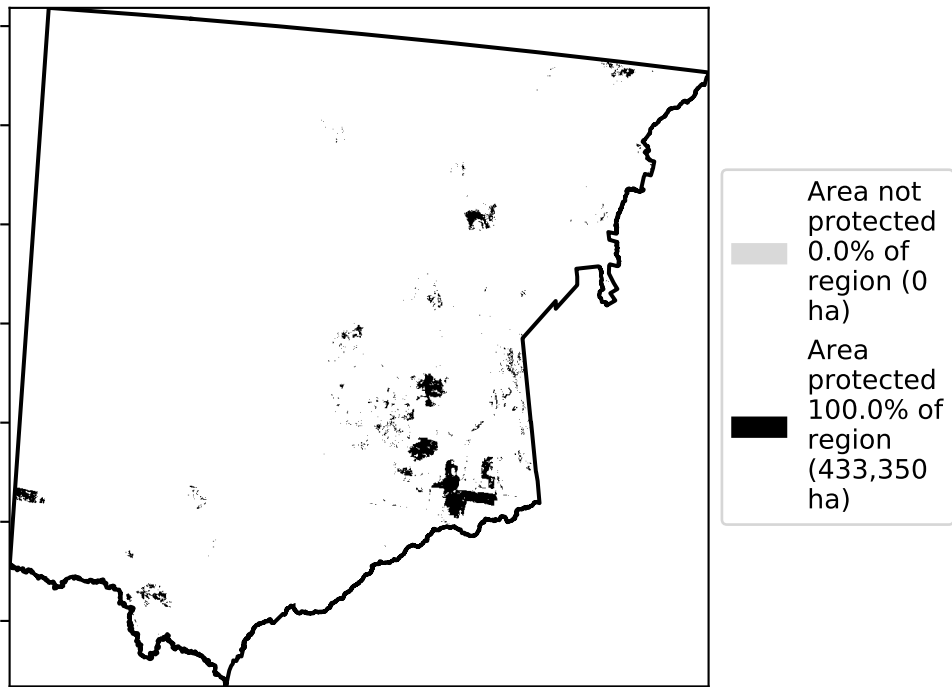 Area not
protected
0.0% of
region (0
ha)
Area
protected
100.0% of
region
(433,350
ha)